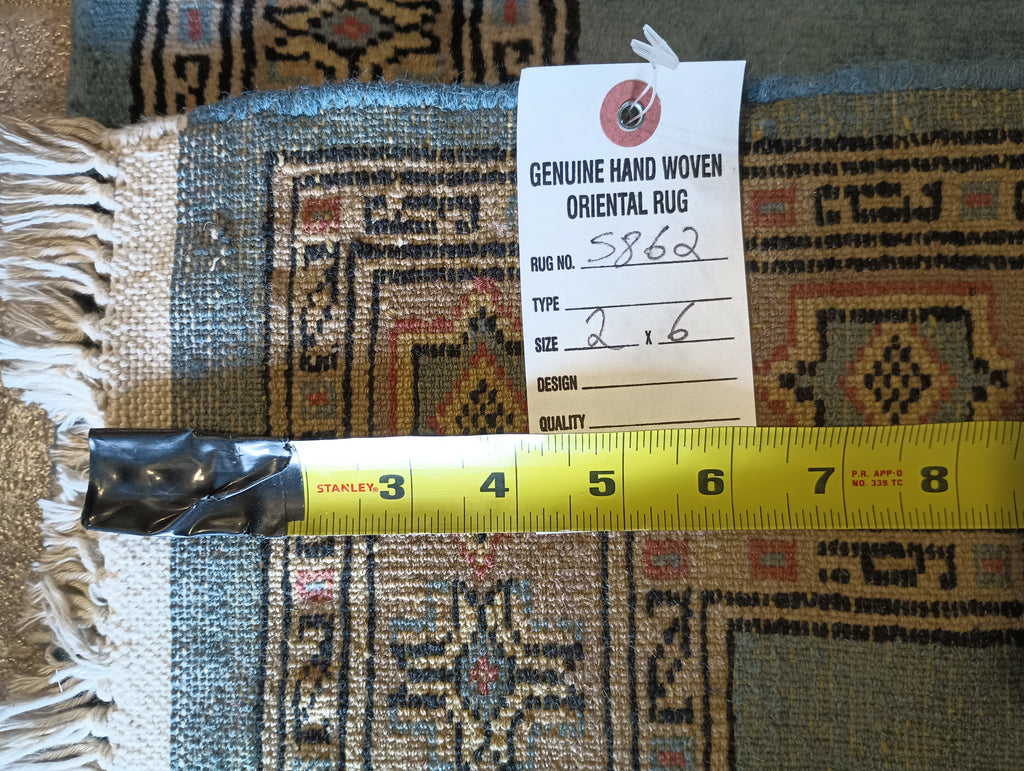 GENUINE HAND WOVEN
ORIENTAL RUG
RUG NO. 5862
TYPE
SIZE 2 X 6
DESIGN
QUALITY
STANLEY® 3 4 5 6 7 P.R. APP·D 8
NO. 339 TC